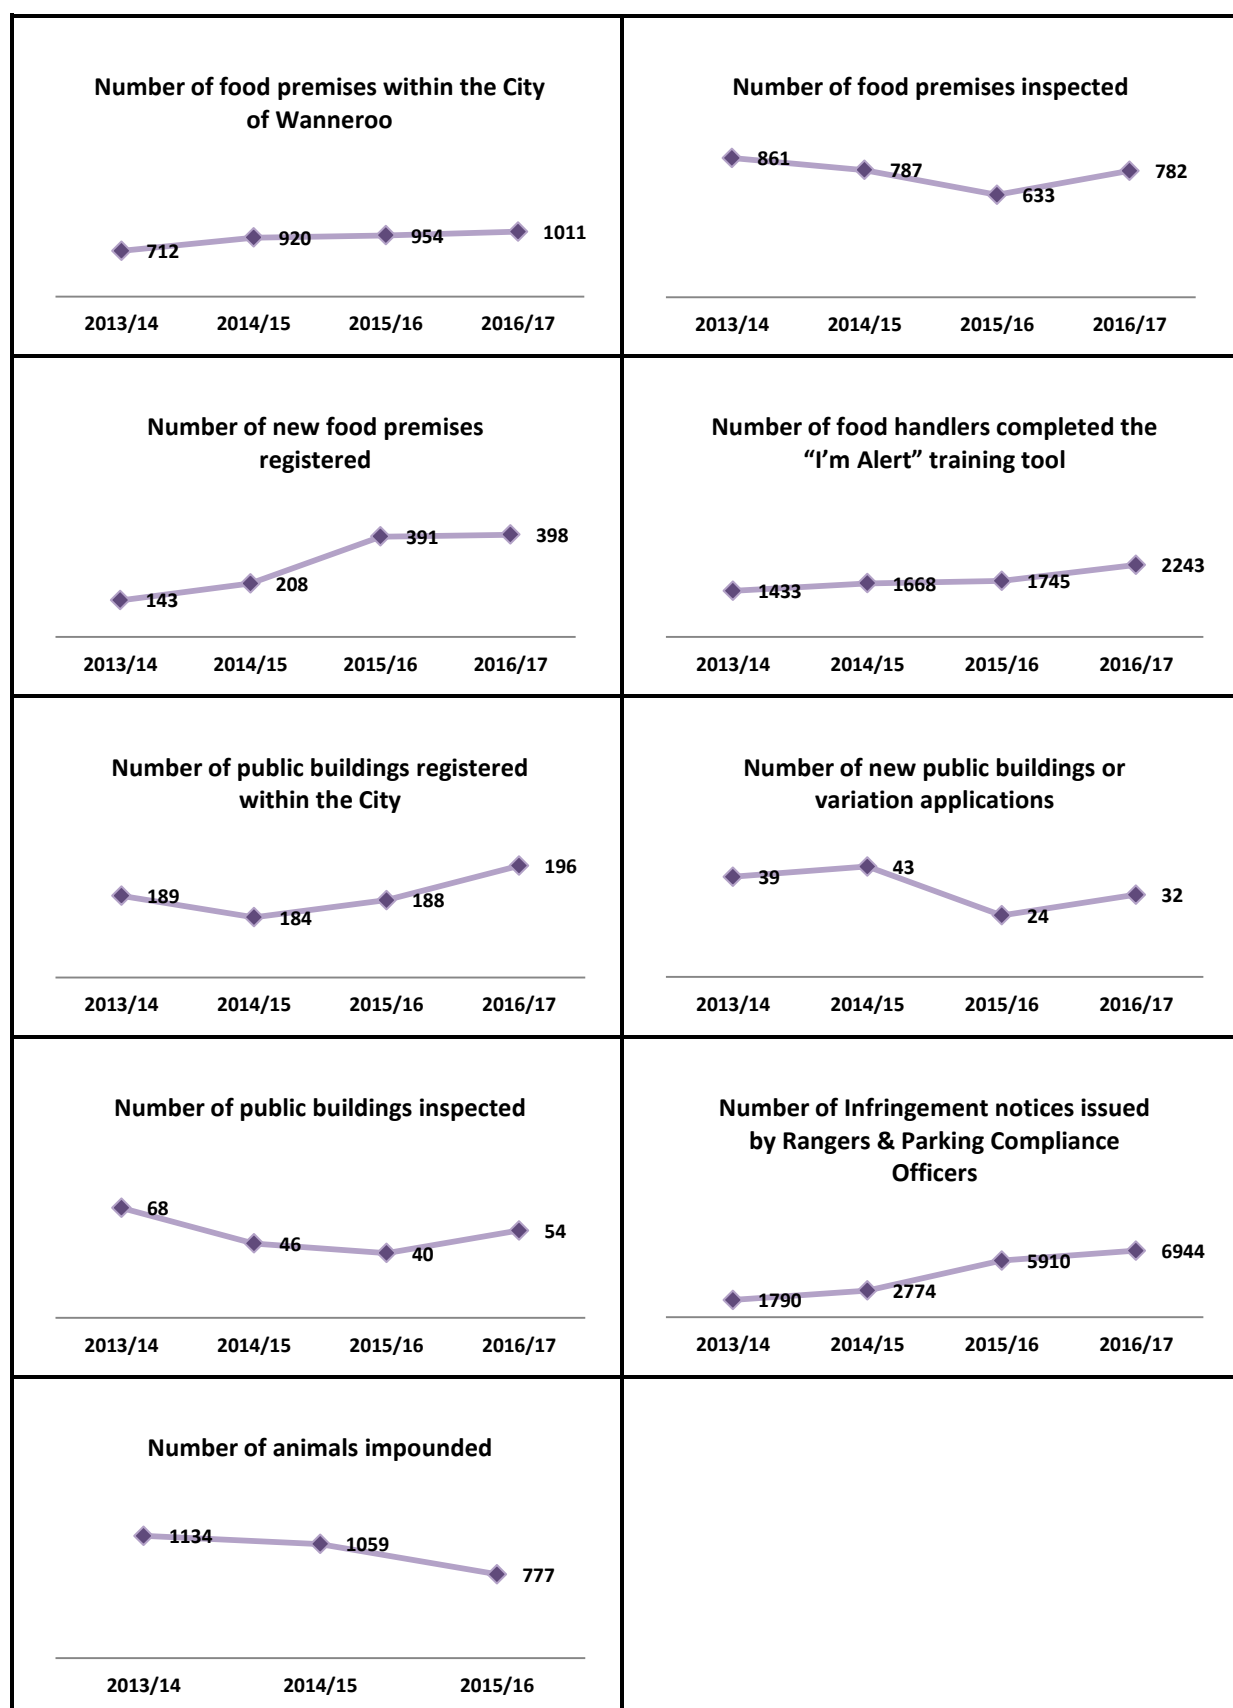 Number of food premises within the City
of Wanneroo
712
920
954
1011
2013/14 2014/15 2015/16 2016/17
Number of food premises inspected
861
787
633
782
2013/14 2014/15 2015/16 2016/17
Number of new food premises
registered
143
208
391
398
2013/14 2014/15 2015/16 2016/17
Number of food handlers completed the
“I’m Alert” training tool
1433
1668
1745
2243
2013/14 2014/15 2015/16 2016/17
Number of public buildings registered
within the City
189
184
188
196
2013/14 2014/15 2015/16 2016/17
Number of new public buildings or
variation applications
39
43
24
32
2013/14 2014/15 2015/16 2016/17
Number of public buildings inspected
68
46
40
54
2013/14 2014/15 2015/16 2016/17
Number of Infringement notices issued
by Rangers & Parking Compliance
Officers
1790
2774
5910
6944
2013/14 2014/15 2015/16 2016/17
Number of animals impounded
1134
1059
777
2013/14 2014/15 2015/16